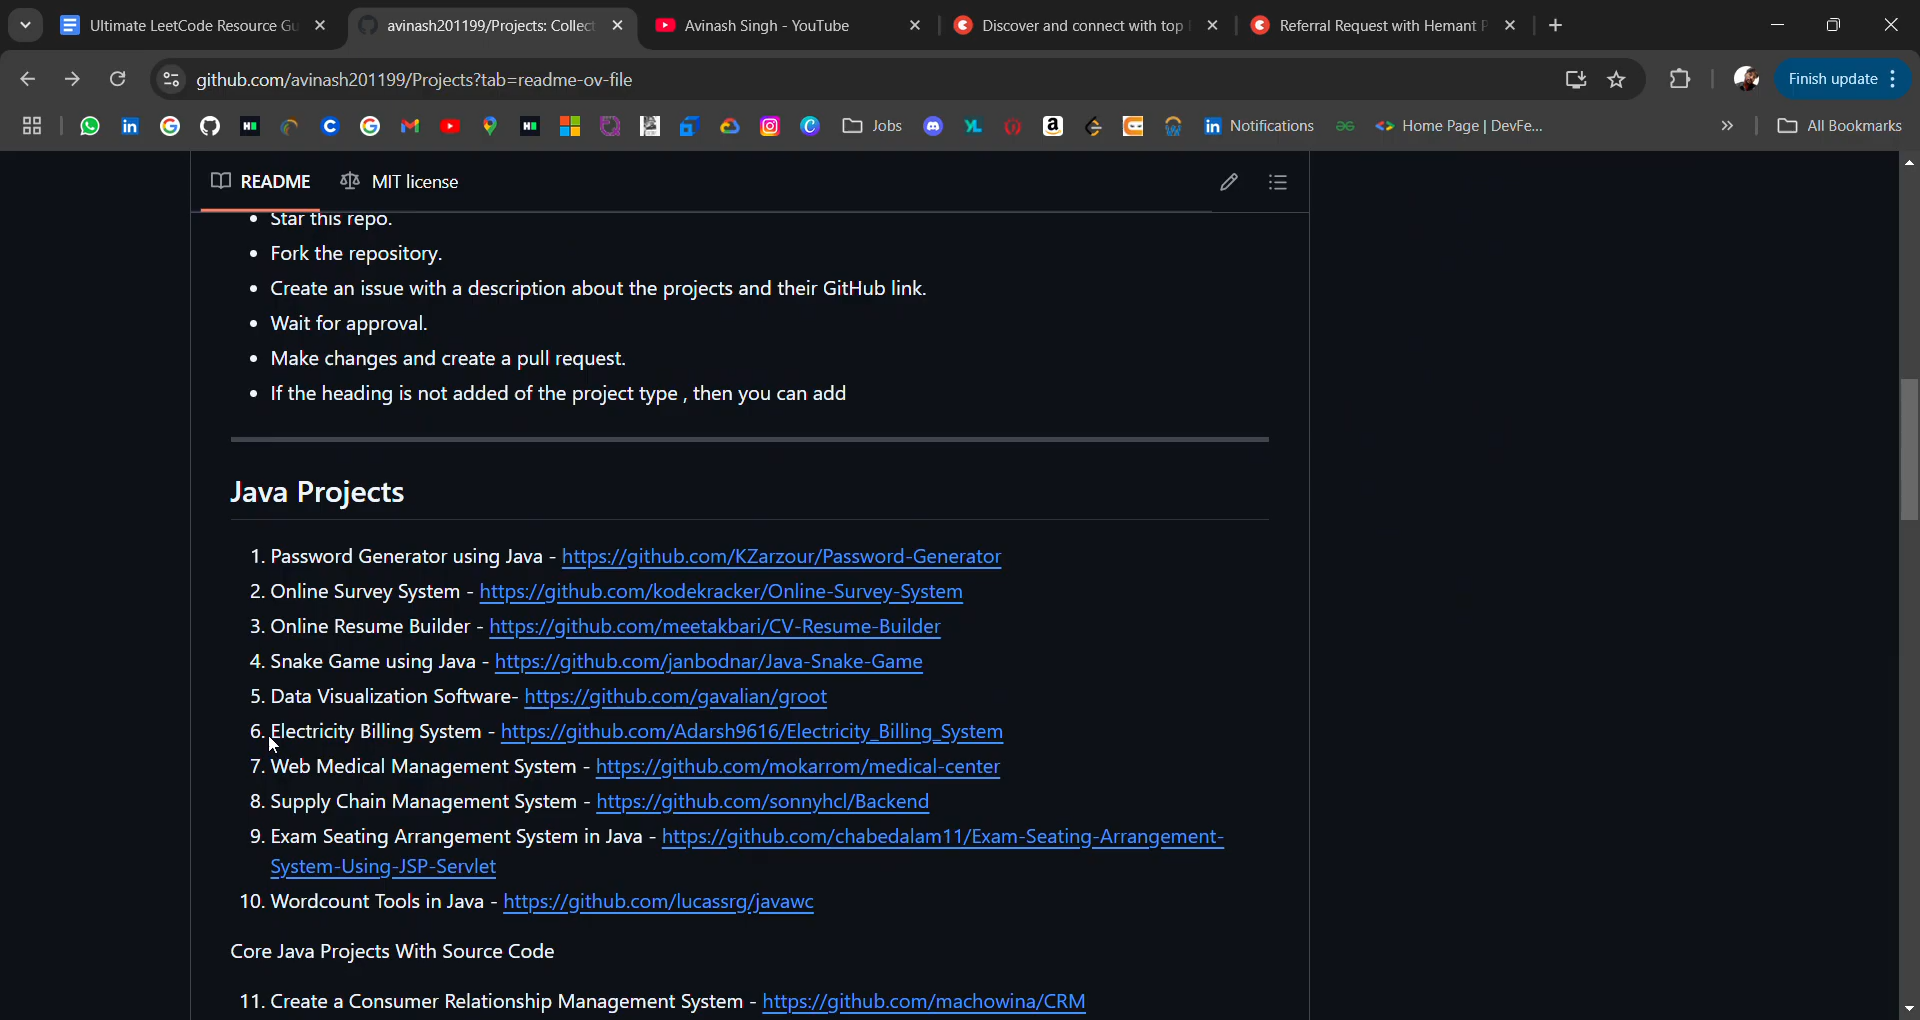 Ultimate LeetCode Resource Gu
avinash201199/Projects: Collect
Avinash Singh - YouTube
Discover and connect with top
Referral Request with Hemant P
github.com/avinash201199/Projects?tab=readme-ov-file
Finish update
Jobs
Notifications
Home Page | DevFe...
All Bookmarks
README
MIT license
• Star this repo.
• Fork the repository.
• Create an issue with a description about the projects and their GitHub link.
• Wait for approval.
• Make changes and create a pull request.
• If the heading is not added of the project type , then you can add
Java Projects
1. Password Generator using Java - https://github.com/KZarzour/Password-Generator
2. Online Survey System - https://github.com/kodekracker/Online-Survey-System
3. Online Resume Builder - https://github.com/meetakbari/CV-Resume-Builder
4. Snake Game using Java - https://github.com/janbodnar/Java-Snake-Game
5. Data Visualization Software- https://github.com/gavalian/groot
6. Electricity Billing System - https://github.com/Adarsh9616/Electricity_Billing_System
7. Web Medical Management System - https://github.com/mokarrom/medical-center
8. Supply Chain Management System - https://github.com/sonnyhcl/Backend
9. Exam Seating Arrangement System in Java - https://github.com/chabedalam11/Exam-Seating-Arrangement-
System-Using-JSP-Servlet
10. Wordcount Tools in Java - https://github.com/lucassrg/javawc
Core Java Projects With Source Code
11. Create a Consumer Relationship Management System - https://github.com/machowina/CRM